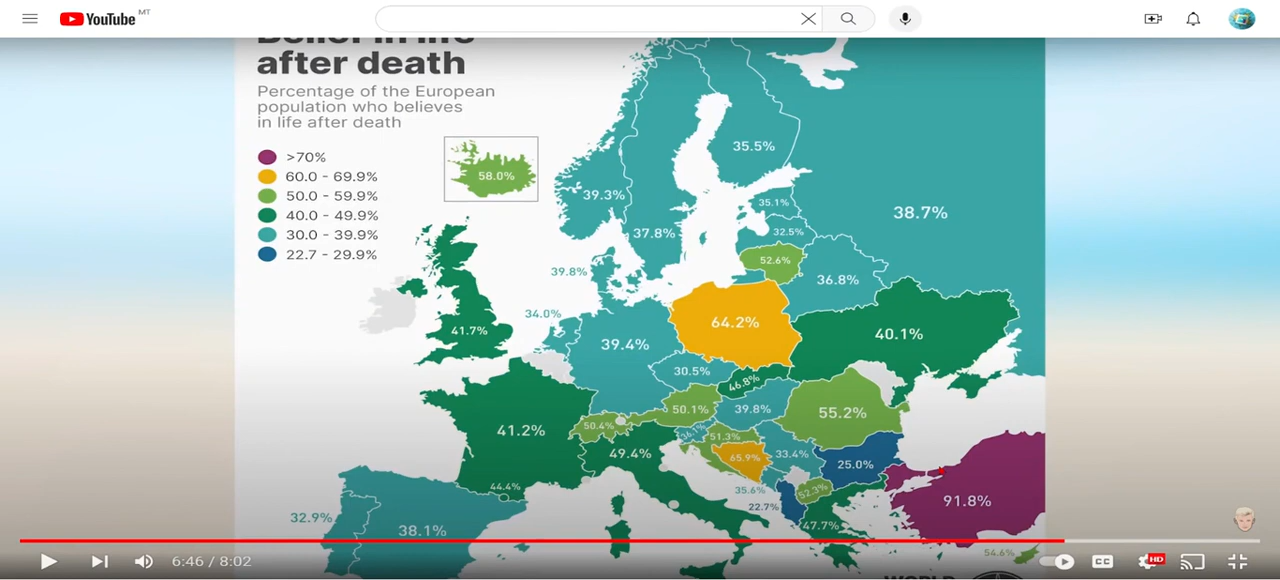 YouTube MT
Belief in life
after death
Percentage of the European
population who believes
in life after death
>70%
60.0 - 69.9%
50.0 - 59.9%
40.0 - 49.9%
30.0 - 39.9%
22.7 - 29.9%
58.0%
35.5%
39.3%
35.1%
38.7%
37.8%
32.5%
52.6%
39.8%
36.8%
34.0%
64.2%
41.7%
39.4%
40.1%
30.5%
46.8%
50.1%
39.8%
55.2%
41.2%
50.4%
51.3%
49.4%
65.9%
33.4%
25.0%
44.4%
35.6%
52.3%
91.8%
32.9%
38.1%
22.7%
47.7%
54.6%
6:46 / 8:02
CC
HD
WORLD